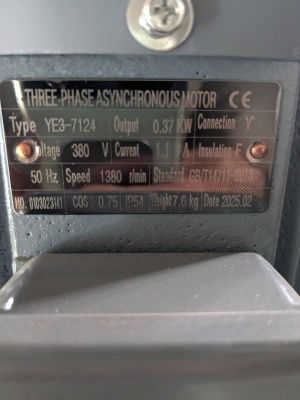 THREE-PHASE ASYNCHRONOUS MOTOR CE
Type YE3-7124 Output 0.37 KW Connection Y
Voltage 380 V Current 1.1 A Insulation F
50 Hz Speed 1380 r/min Standard
NO. COS 0.75 IP54 Weight 7.6 kg Date 2025.02